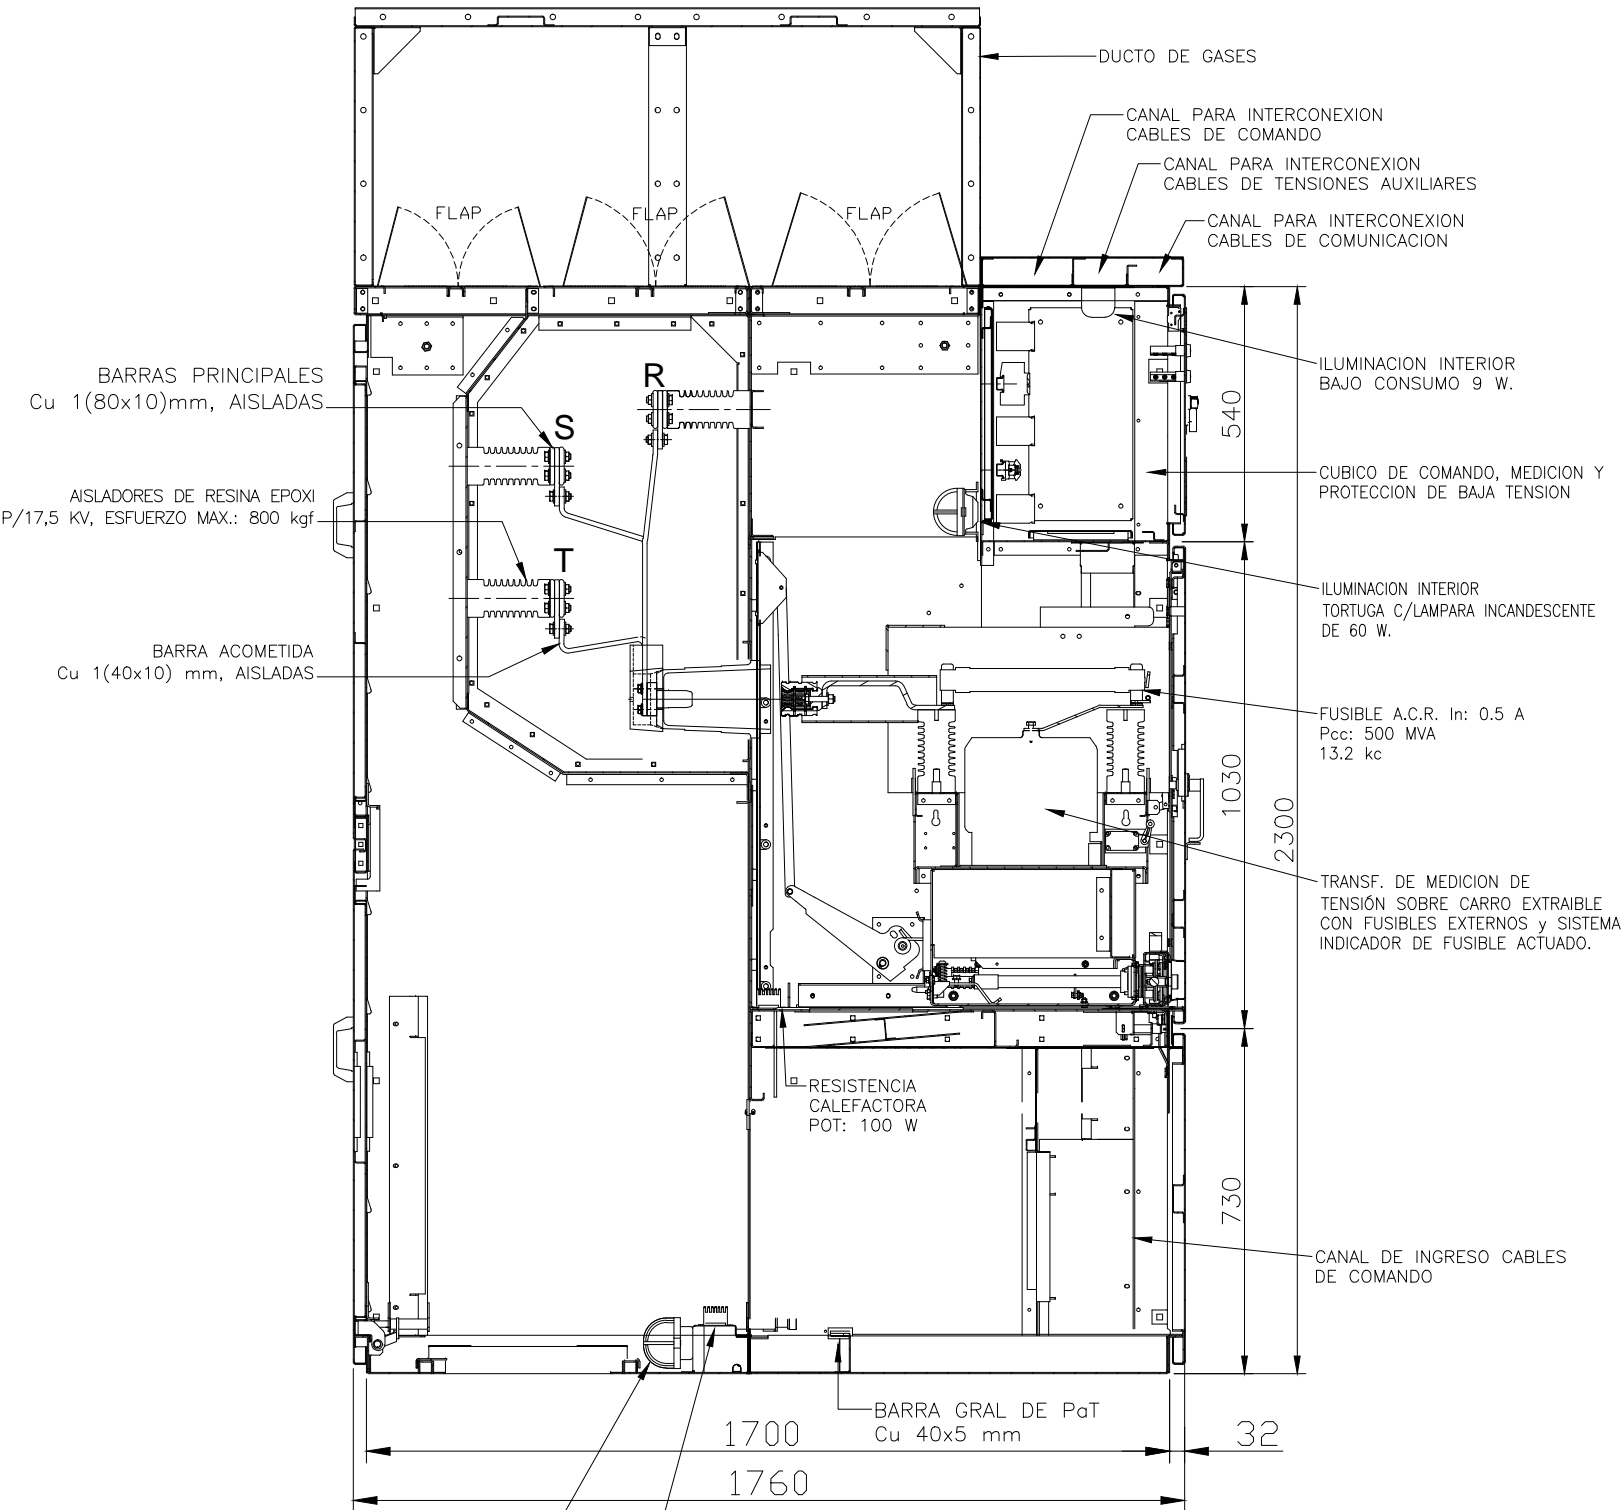 DUCTO DE GASES
CANAL PARA INTERCONEXION
CABLES DE COMANDO
CANAL PARA INTERCONEXION
CABLES DE TENSIONES AUXILIARES
CANAL PARA INTERCONEXION
CABLES DE COMUNICACION
FLAP
FLAP
FLAP
BARRAS PRINCIPALES
Cu 1(80x10)mm, AISLADAS
R
S
T
AISLADORES DE RESINA EPOXI
P/17,5 KV, ESFUERZO MAX.: 800 kgf
BARRA ACOMETIDA
Cu 1(40x10) mm, AISLADAS
ILUMINACION INTERIOR
BAJO CONSUMO 9 W.
540
CUBICO DE COMANDO, MEDICION Y
PROTECCION DE BAJA TENSION
ILUMINACION INTERIOR
TORTUGA C/LAMPARA INCANDESCENTE
DE 60 W.
FUSIBLE A.C.R. In: 0.5 A
Pcc: 500 MVA
13.2 kc
1030
2300
TRANSF. DE MEDICION DE
TENSIÓN SOBRE CARRO EXTRAIBLE
CON FUSIBLES EXTERNOS y SISTEMA
INDICADOR DE FUSIBLE ACTUADO.
RESISTENCIA
CALEFACTORA
POT: 100 W
730
CANAL DE INGRESO CABLES
DE COMANDO
BARRA GRAL DE PaT
Cu 40x5 mm
1700
32
1760